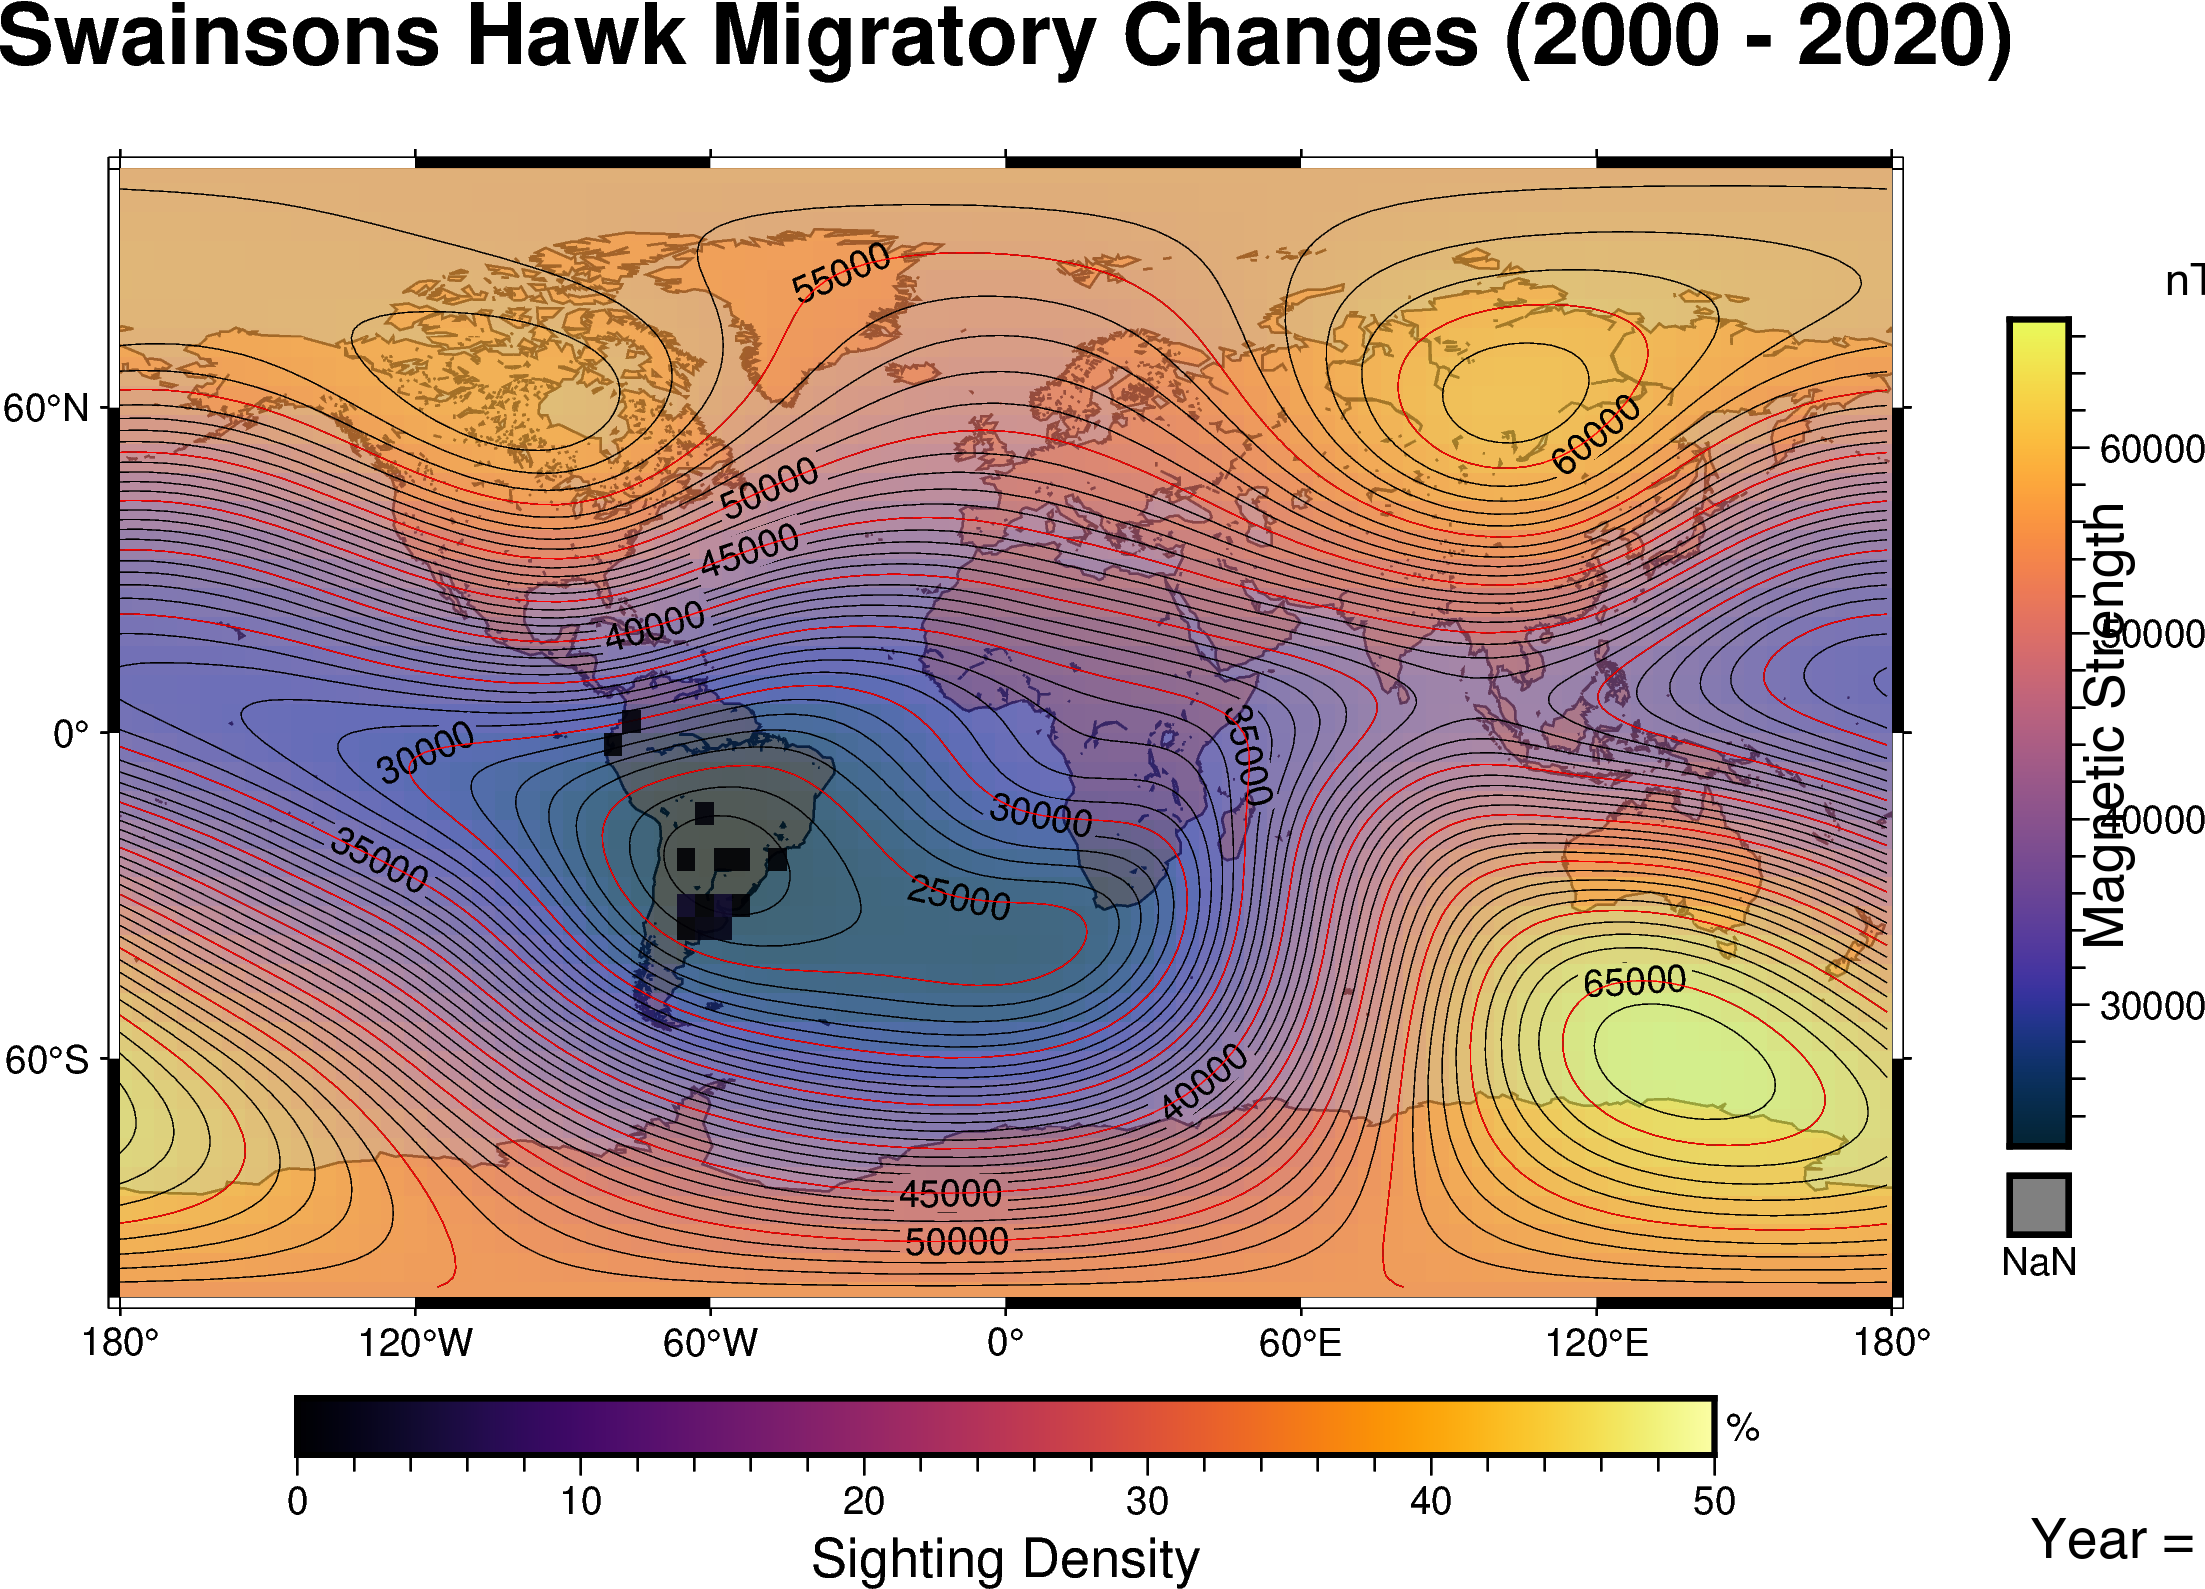 Swainsons Hawk Migratory Changes (2000 - 2020)
nT
55000
60°N
60000
60000
50000
45000
40000
50000
Magnetic Strength
35000
0°
30000
30000
40000
35000
25000
65000
30000
60°S
40000
45000
50000
NaN
180° 120°W 60°W 0° 60°E 120°E 180°
%
0 10 20 30 40 50
Sighting Density
Year =